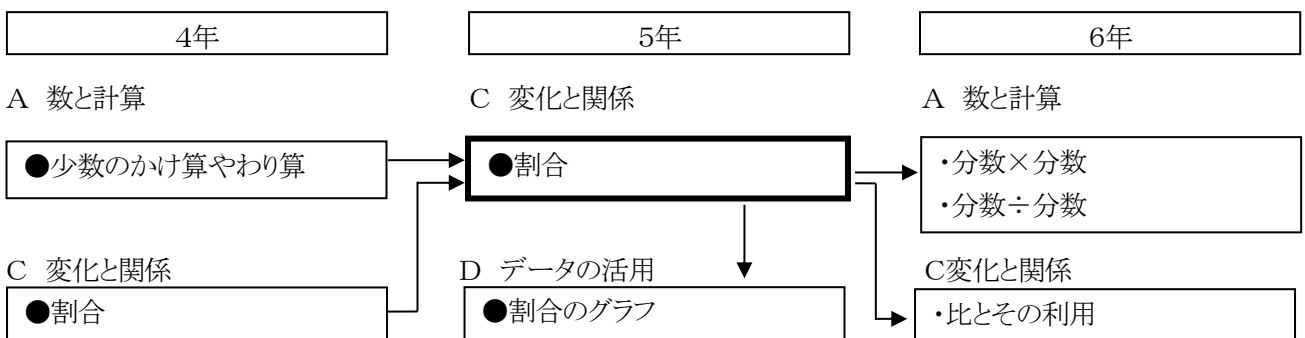 4年
5年
6年
A 数と計算
C 変化と関係
A 数と計算
●少数のかけ算やわり算
●割合
・分数×分数
・分数÷分数
C 変化と関係
D データの活用
C変化と関係
●割合
●割合のグラフ
・比とその利用